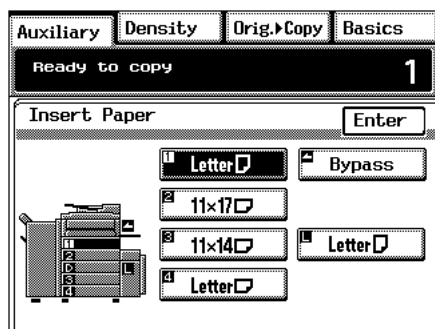 Auxiliary Density Orig.▸Copy Basics
Ready to copy 1
Insert Paper Enter
1 Letter Bypass
2 11×17
3 11×14 L Letter
4 Letter
1
2
D L
3
4